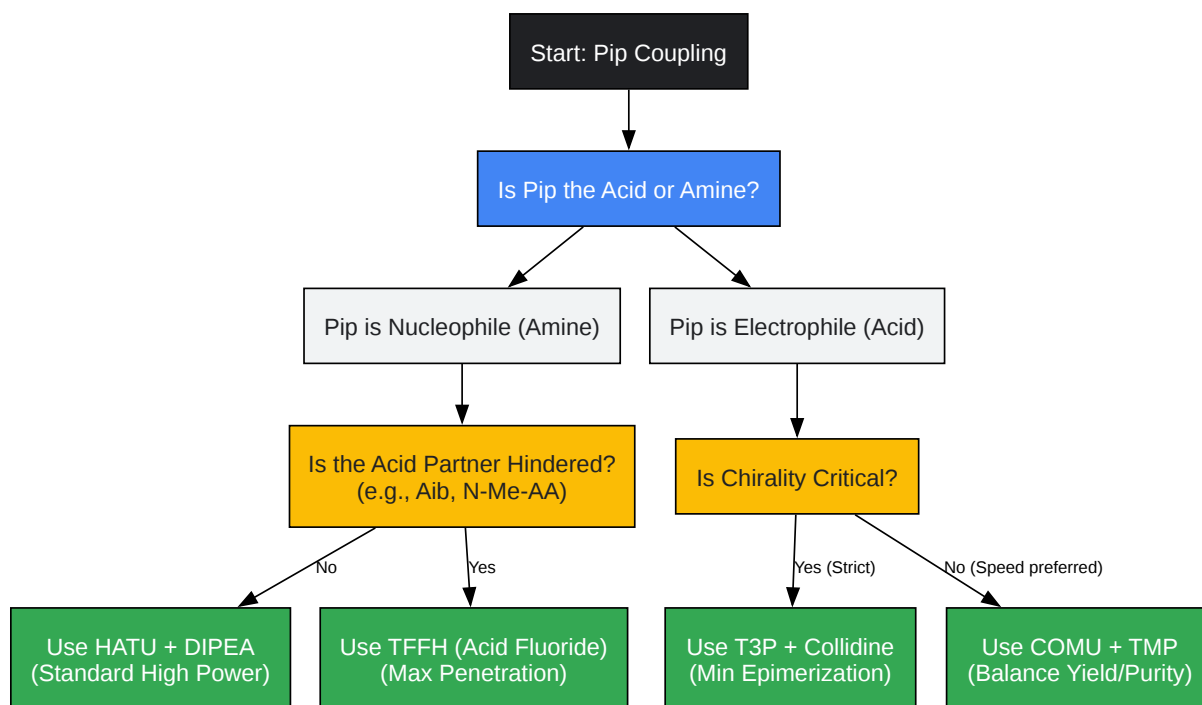 Start: Pip Coupling
Is Pip the Acid or Amine?
Pip is Nucleophile (Amine)
Pip is Electrophile (Acid)
Is the Acid Partner Hindered?
(e.g., Aib, N-Me-AA)
Is Chirality Critical?
No
Yes
Yes (Strict)
No (Speed preferred)
Use HATU + DIPEA
(Standard High Power)
Use TFFH (Acid Fluoride)
(Max Penetration)
Use T3P + Collidine
(Min Epimerization)
Use COMU + TMP
(Balance Yield/Purity)